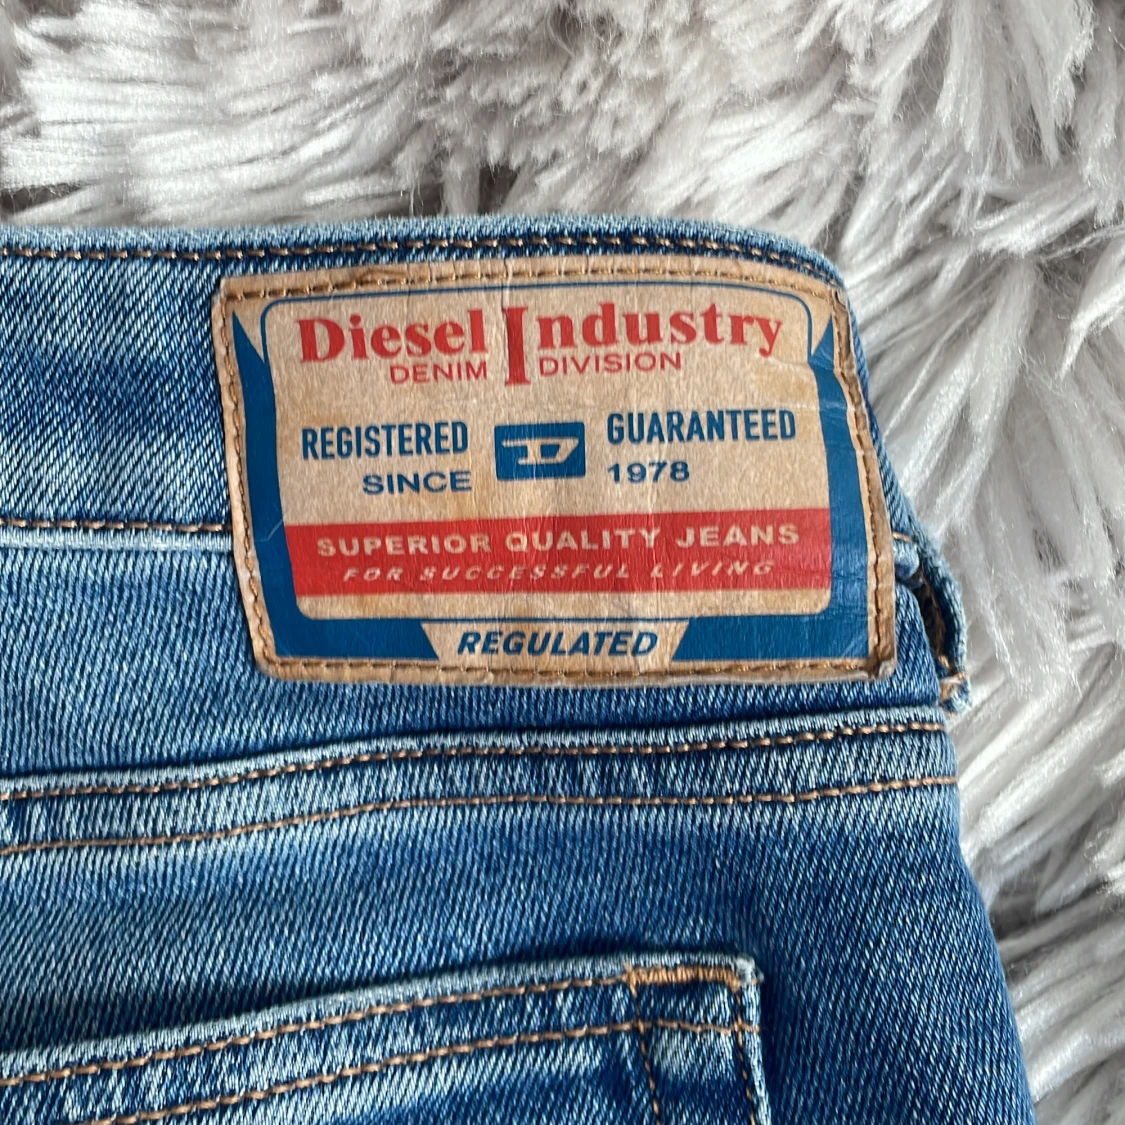 Diesel Industry
DENIM DIVISION
REGISTERED D GUARANTEED
SINCE 1978
SUPERIOR QUALITY JEANS
FOR SUCCESSFUL LIVING
REGULATED